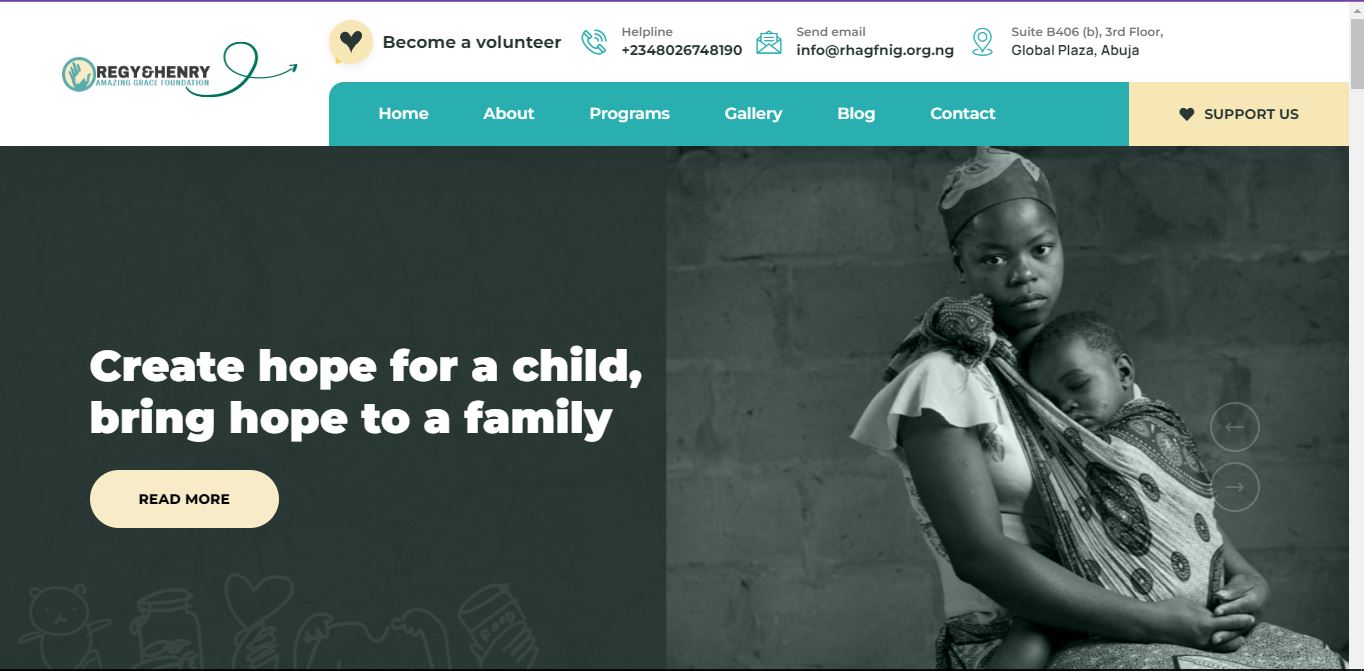 REGY&HENRY
AMAZING GRACE FOUNDATION
Become a volunteer
Helpline
+2348026748190
Send email
info@rhagfnig.org.ng
Suite B406 (b), 3rd Floor,
Global Plaza, Abuja
Home
About
Programs
Gallery
Blog
Contact
SUPPORT US
Create hope for a child,
bring hope to a family
READ MORE